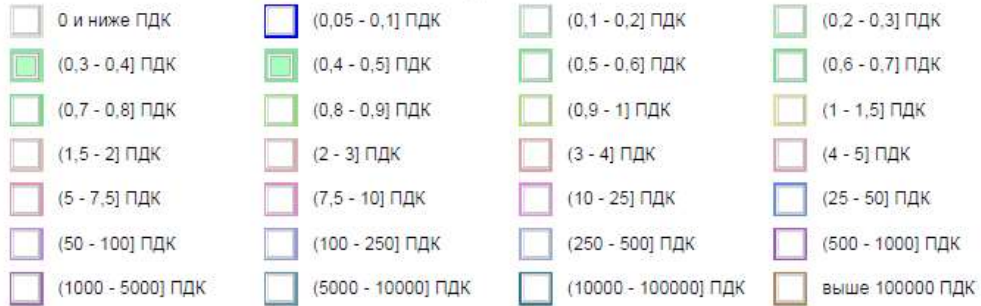 0 и ниже ПДК (0,05 - 0,1] ПДК (0,1 - 0,2] ПДК (0,2 - 0,3] ПДК
(0,3 - 0,4] ПДК (0,4 - 0,5] ПДК (0,5 - 0,6] ПДК (0,6 - 0,7] ПДК
(0,7 - 0,8] ПДК (0,8 - 0,9] ПДК (0,9 - 1] ПДК (1 - 1,5] ПДК
(1,5 - 2] ПДК (2 - 3] ПДК (3 - 4] ПДК (4 - 5] ПДК
(5 - 7,5] ПДК (7,5 - 10] ПДК (10 - 25] ПДК (25 - 50] ПДК
(50 - 100] ПДК (100 - 250] ПДК (250 - 500] ПДК (500 - 1000] ПДК
(1000 - 5000] ПДК (5000 - 10000] ПДК (10000 - 100000] ПДК выше 100000 ПДК